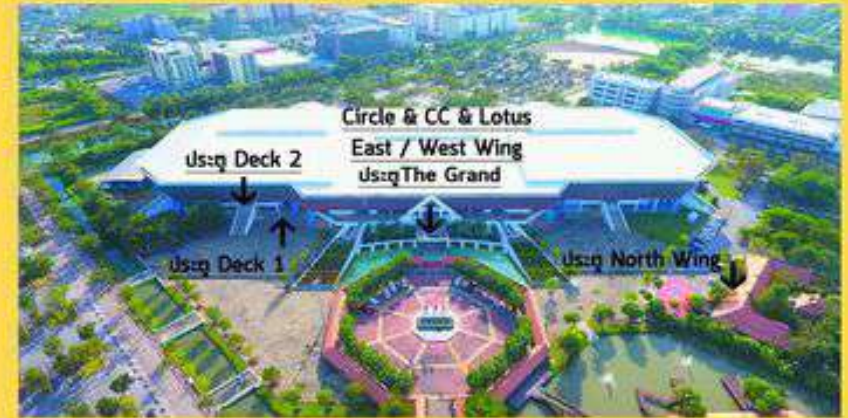 Circle & CC & Lotus
East / West Wing
ประตูThe Grand
ประตู Deck 2
ประตู Deck 1
ประตู North Wing